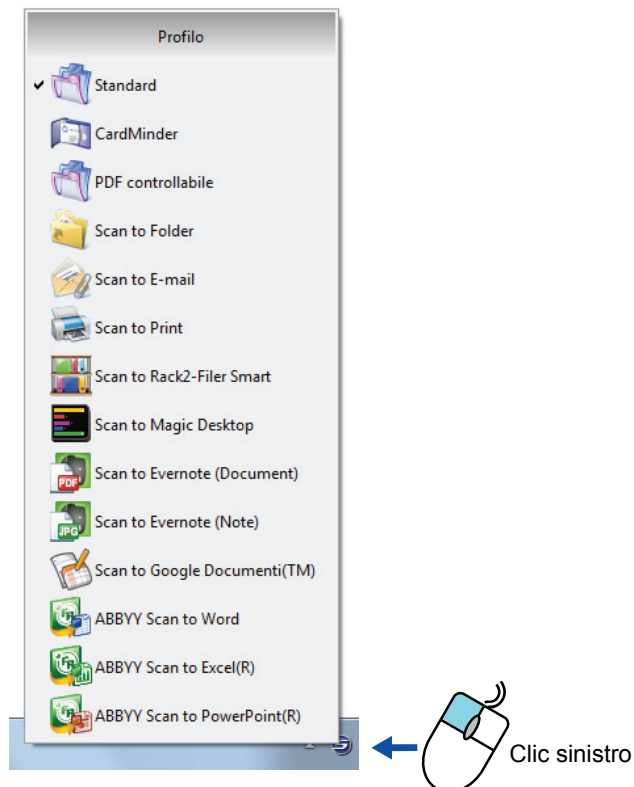 Profilo
Standard
CardMinder
PDF controllabile
Scan to Folder
Scan to E-mail
Scan to Print
Scan to Rack2-Filer Smart
Scan to Magic Desktop
PDF
Scan to Evernote (Document)
JPG
Scan to Evernote (Note)
Scan to Google Documenti(TM)
ABBYY Scan to Word
ABBYY Scan to Excel(R)
ABBYY Scan to PowerPoint(R)
Clic sinistro